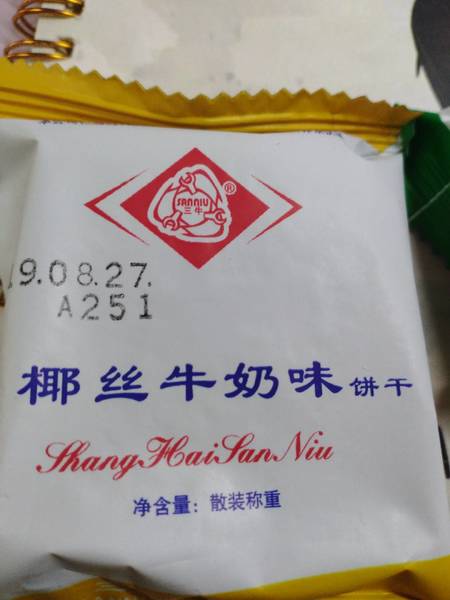 SANNIU
三牛
®
9.08.27.
A251
椰丝牛奶味饼干
ShangHaiSanNiu
净含量：散装称重